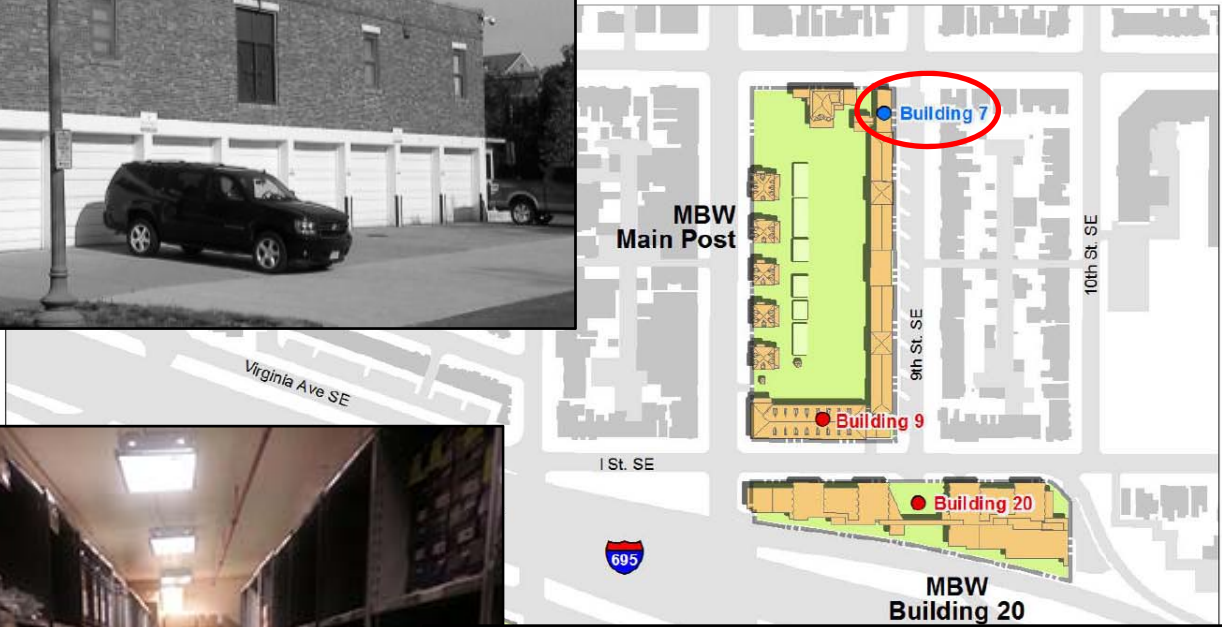 Building 7
MBW
Main Post
10th St. SE
9th St. SE
Virginia Ave SE
Building 9
I St. SE
Building 20
695
MBW
Building 20